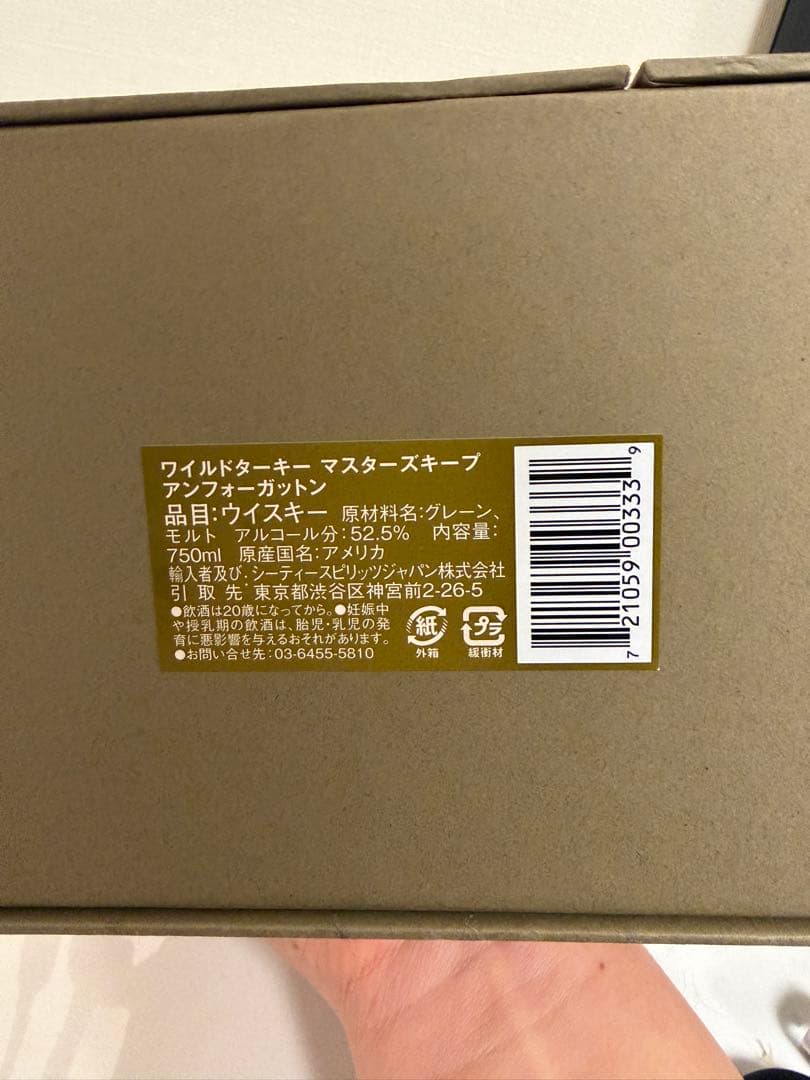 ワイルドターキー マスターズキープ
アンフォーガットン
品目:ウイスキー 原材料名:グレーン、
モルト アルコール分:52.5% 内容量:
750ml 原産国名:アメリカ
輸入者及び シーティースピリッツジャパン株式会社
引取先:東京都渋谷区神宮前2-26-5
●飲酒は20歳になってから。●妊娠中
や授乳期の飲酒は、胎児・乳児の発
育に悪影響を与えるおそれがあります。
●お問い合せ先:03-6455-5810
紙
外箱
プラ
緩衝材
7 21059 00333 9